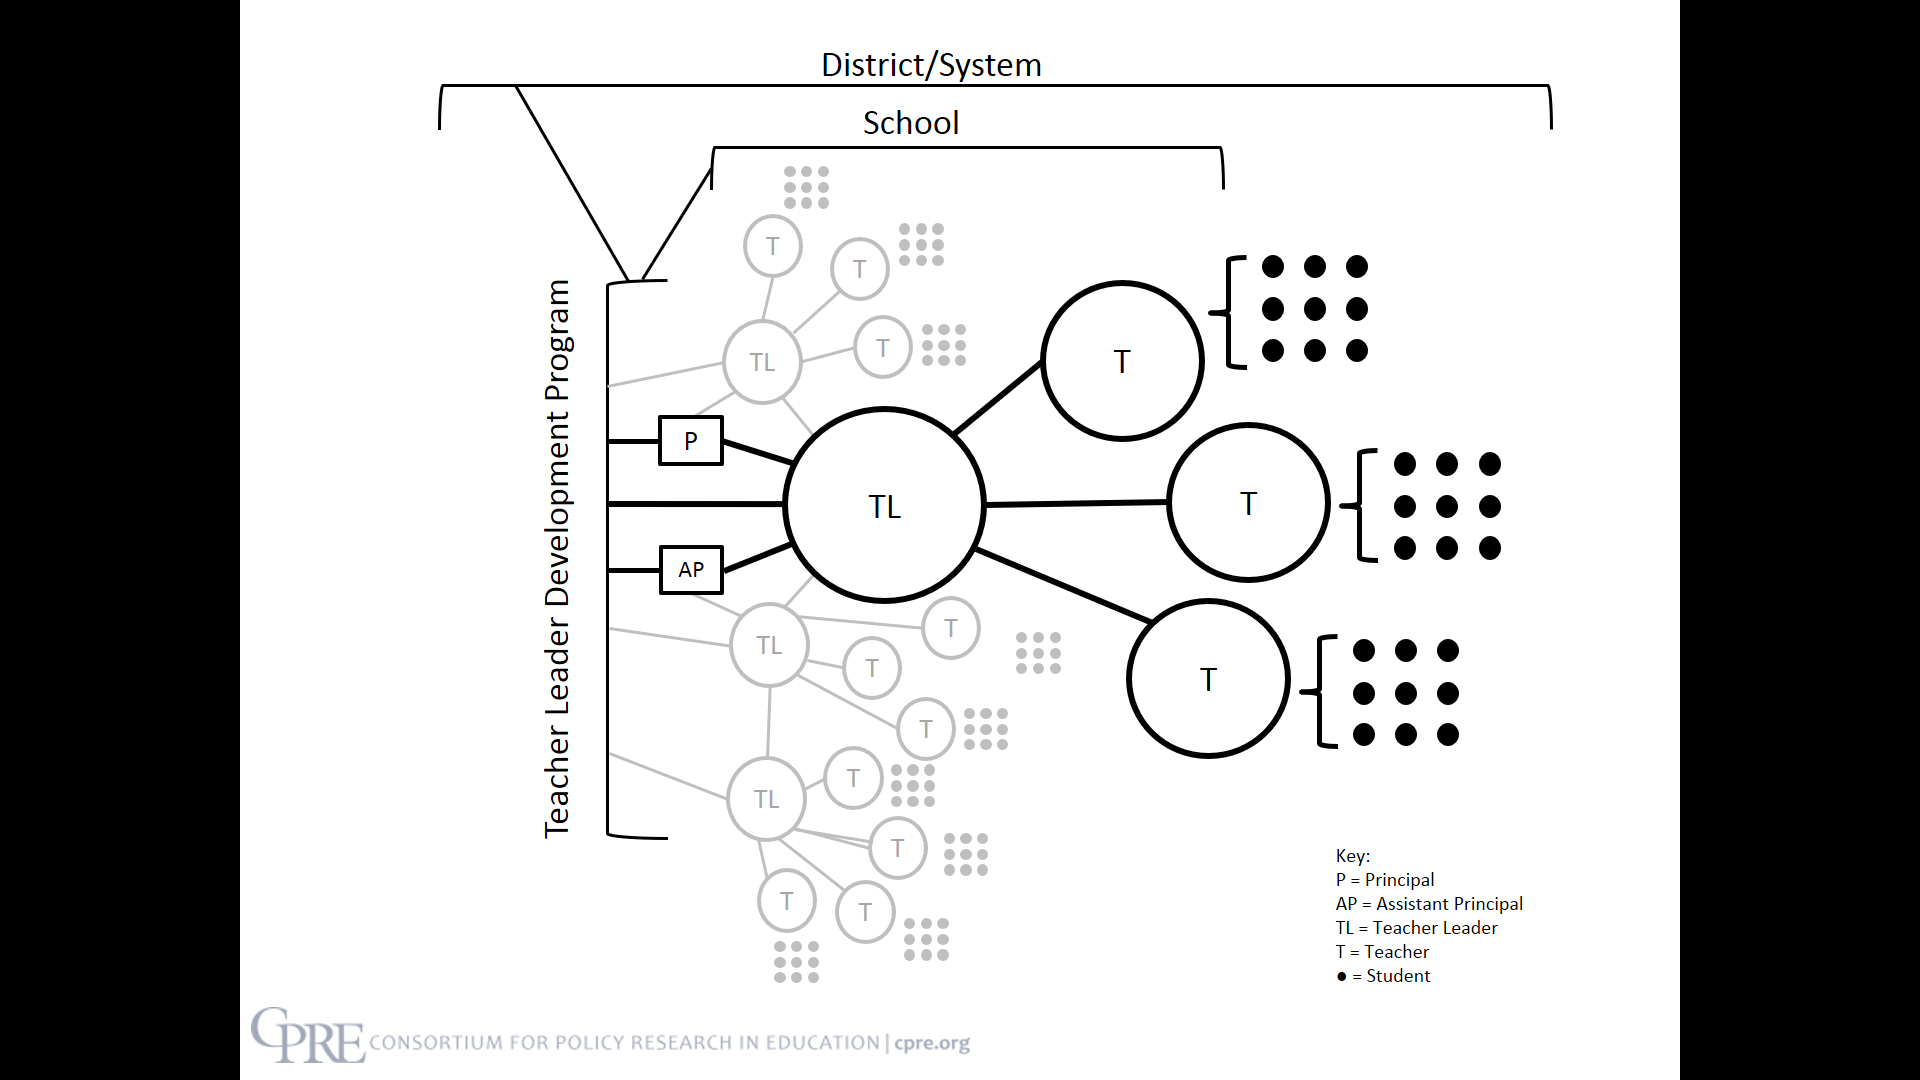 District/System
School
T
T
T
TL
T
P
T
TL
AP
T
TL
T
T
T
T
TL
T
T
T
T
Teacher Leader Development Program
Key:
P = Principal
AP = Assistant Principal
TL = Teacher Leader
T = Teacher
● = Student
CPRE CONSORTIUM FOR POLICY RESEARCH IN EDUCATION | cpre.org